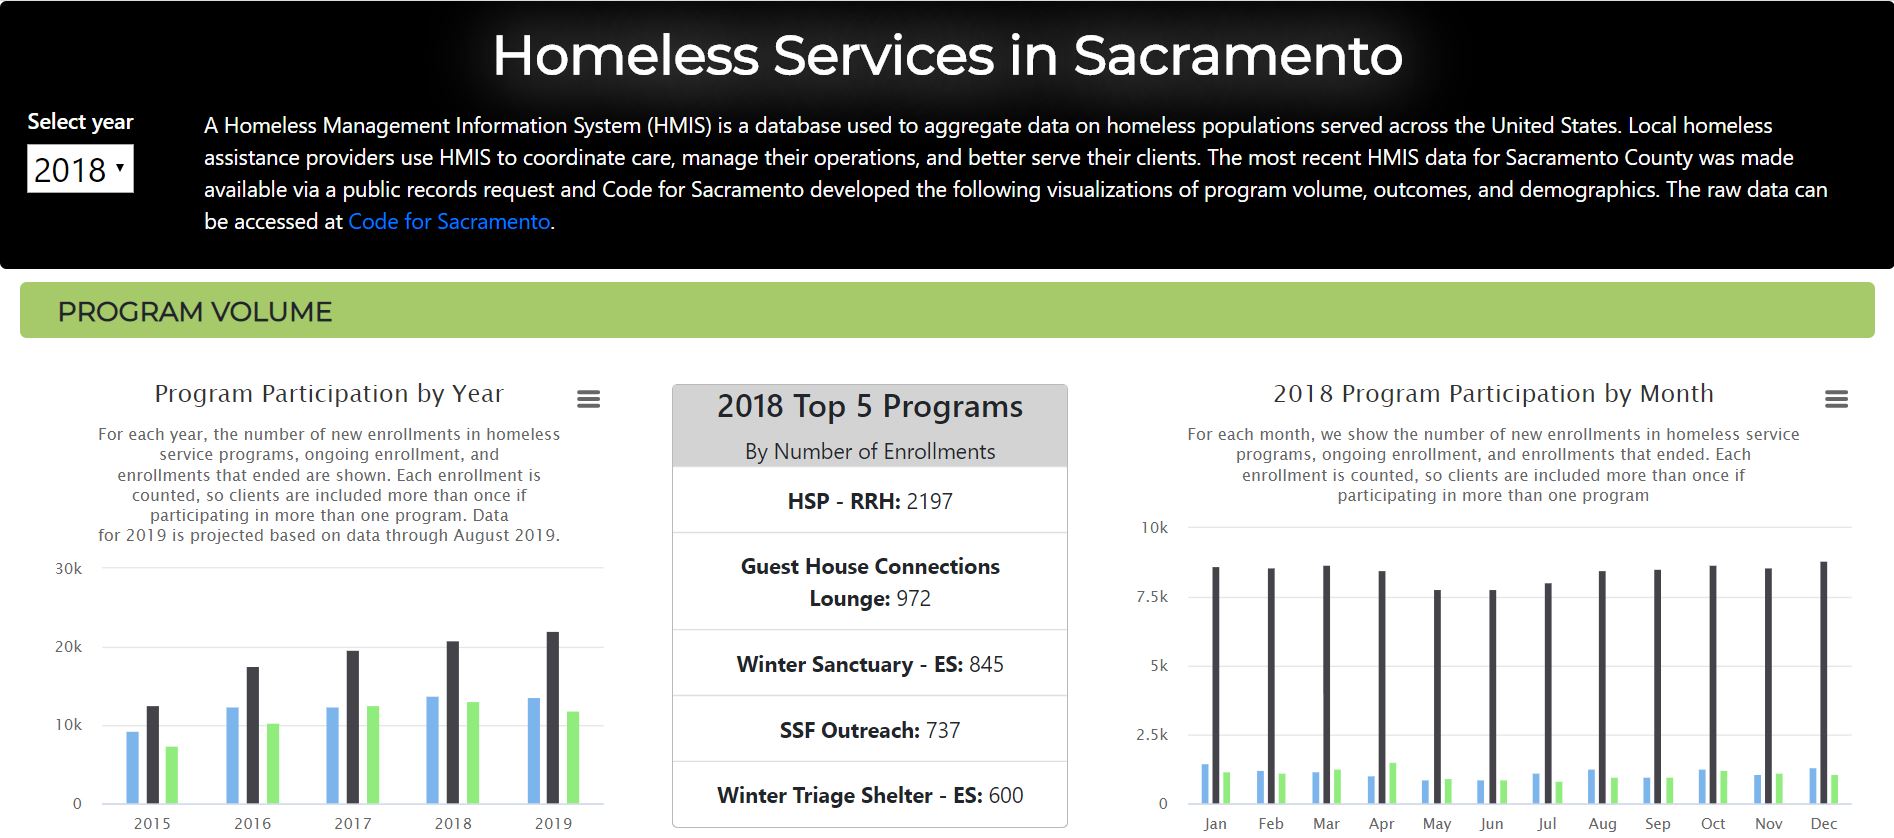 Homeless Services in Sacramento
Select year
2018
A Homeless Management Information System (HMIS) is a database used to aggregate data on homeless populations served across the United States. Local homeless
assistance providers use HMIS to coordinate care, manage their operations, and better serve their clients. The most recent HMIS data for Sacramento County was made
available via a public records request and Code for Sacramento developed the following visualizations of program volume, outcomes, and demographics. The raw data can
be accessed at Code for Sacramento.
PROGRAM VOLUME
Program Participation by Year
For each year, the number of new enrollments in homeless
service programs, ongoing enrollment, and
enrollments that ended are shown. Each enrollment is
counted, so clients are included more than once if
participating in more than one program. Data
for 2019 is projected based on data through August 2019.
30k
20k
10k
0
2015 2016 2017 2018 2019
2018 Top 5 Programs
By Number of Enrollments
HSP - RRH: 2197
Guest House Connections
Lounge: 972
Winter Sanctuary - ES: 845
SSF Outreach: 737
Winter Triage Shelter - ES: 600
2018 Program Participation by Month
For each month, we show the number of new enrollments in homeless service
programs, ongoing enrollment, and enrollments that ended. Each
enrollment is counted, so clients are included more than once if
participating in more than one program
10k
7.5k
5k
2.5k
0
Jan Feb Mar Apr May Jun Jul Aug Sep Oct Nov Dec